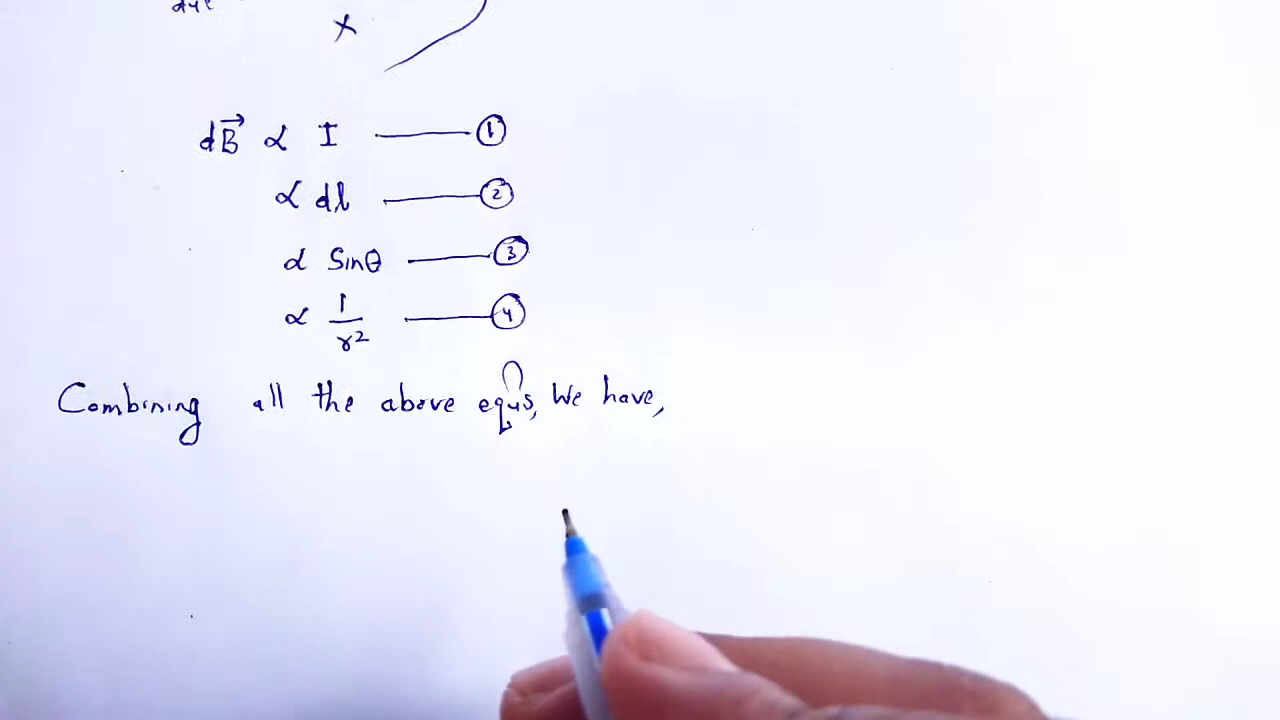 x
dB⃗ ∝ I ——— ①
∝ dl ——— ②
∝ Sinθ ——— ③
∝ 1/r² ——— ④
Combining all the above eqns, We have,